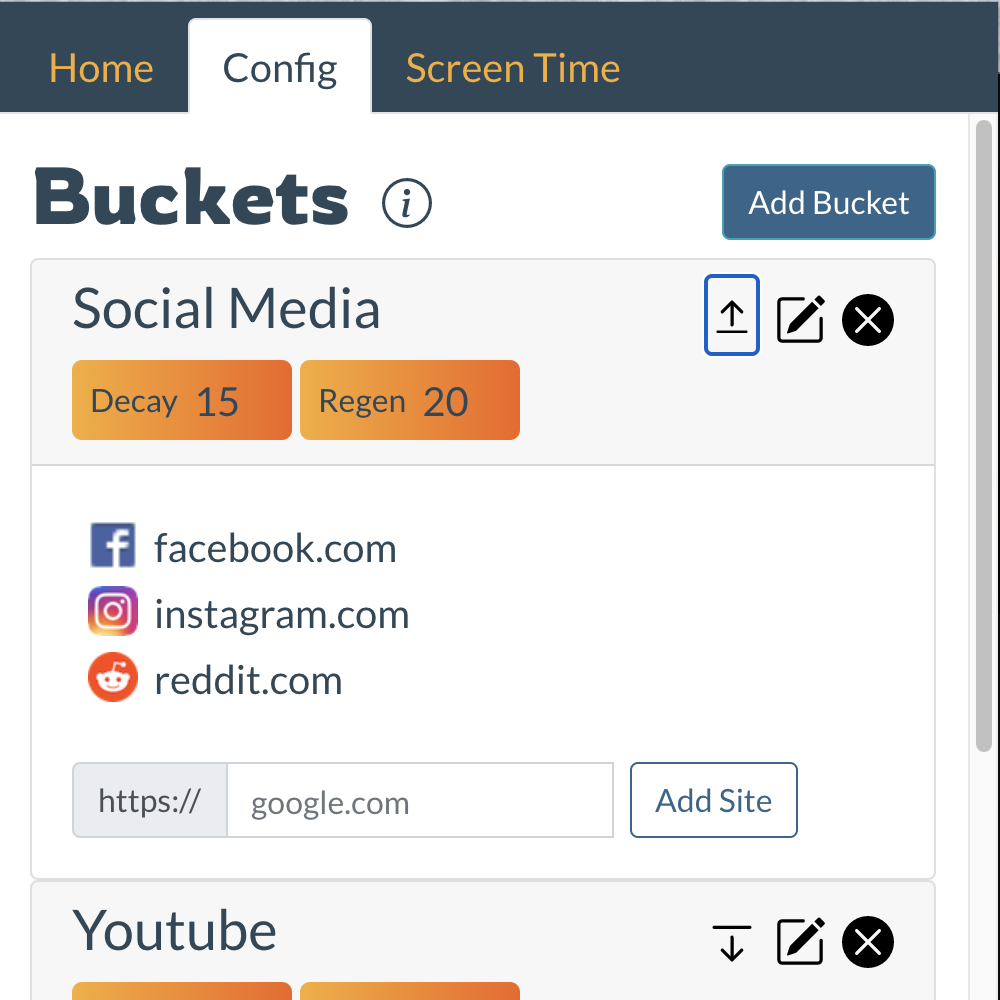 Home Config Screen Time
Buckets i Add Bucket
Social Media
Decay 15 Regen 20
facebook.com
instagram.com
reddit.com
https:// google.com Add Site
Youtube